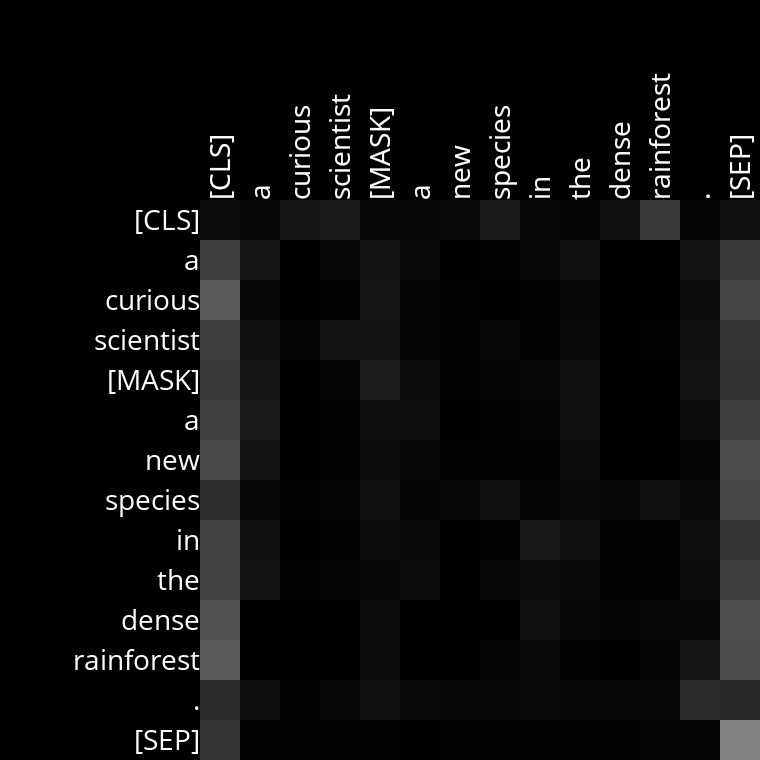 [CLS] a curious scientist [MASK] a new species in the dense rainforest . [SEP]
[CLS]
a
curious
scientist
[MASK]
a
new
species
in
the
dense
rainforest
.
[SEP]